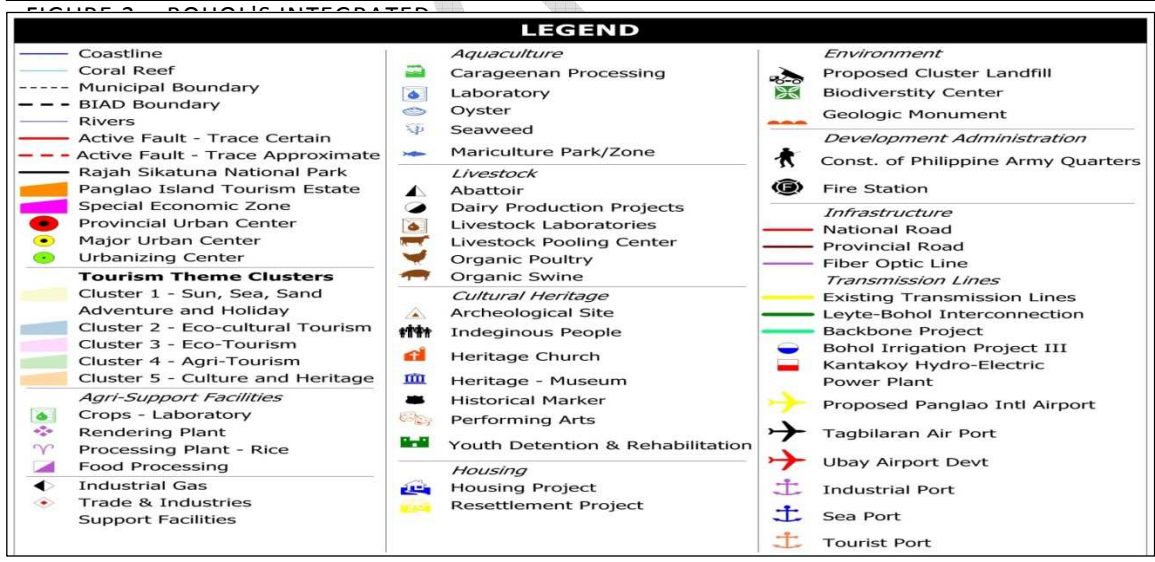 FIGURE 2 BOHOL'S INTEGRATED
LEGEND
Coastline
Coral Reef
Municipal Boundary
BIAD Boundary
Rivers
Active Fault - Trace Certain
Active Fault - Trace Approximate
Rajah Sikatuna National Park
Panglao Island Tourism Estate
Special Economic Zone
Provincial Urban Center
Major Urban Center
Urbanizing Center
Tourism Theme Clusters
Cluster 1 - Sun, Sea, Sand
Adventure and Holiday
Cluster 2 - Eco-cultural Tourism
Cluster 3 - Eco-Tourism
Cluster 4 - Agri-Tourism
Cluster 5 - Culture and Heritage
Agri-Support Facilities
Crops - Laboratory
Rendering Plant
Processing Plant - Rice
Food Processing
Industrial Gas
Trade & Industries
Support Facilities
Aquaculture
Carageenan Processing
Laboratory
Oyster
Seaweed
Mariculture Park/Zone
Livestock
Abattoir
Dairy Production Projects
Livestock Laboratories
Livestock Pooling Center
Organic Poultry
Organic Swine
Cultural Heritage
Archeological Site
Indeginous People
Heritage Church
Heritage - Museum
Historical Marker
Performing Arts
Youth Detention & Rehabilitation
Housing
Housing Project
Resettlement Project
Environment
Proposed Cluster Landfill
Biodiverstity Center
Geologic Monument
Development Administration
Const. of Philippine Army Quarters
F Fire Station
Infrastructure
National Road
Provincial Road
Fiber Optic Line
Transmission Lines
Existing Transmission Lines
Leyte-Bohol Interconnection
Backbone Project
Bohol Irrigation Project III
Kantakoy Hydro-Electric
Power Plant
Proposed Panglao Intl Airport
Tagbilaran Air Port
Ubay Airport Devt
Industrial Port
Sea Port
Tourist Port